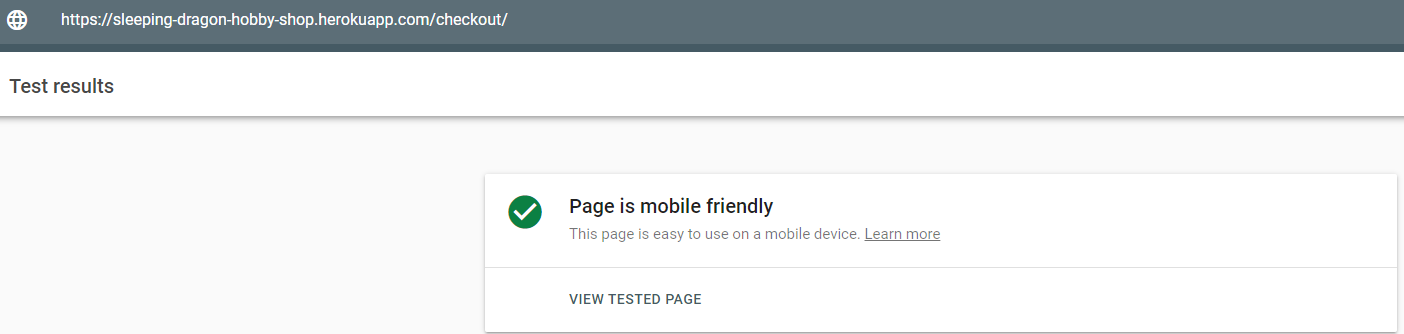 https://sleeping-dragon-hobby-shop.herokuapp.com/checkout/
Test results
Page is mobile friendly
This page is easy to use on a mobile device. Learn more
VIEW TESTED PAGE